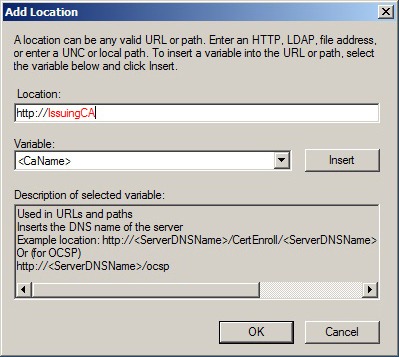 Add Location
A location can be any valid URL or path. Enter an HTTP, LDAP, file address,
or enter a UNC or local path. To insert a variable into the URL or path, select
the variable below and click Insert.
Location:
http://IssuingCA
Variable:
<CaName>
Insert
Description of selected variable:
Used in URLs and paths
Inserts the DNS name of the server
Example location: http://<ServerDNSName>/CertEnroll/<ServerDNSName>
Or (for OCSP)
http://<ServerDNSName>/ocsp
OK
Cancel